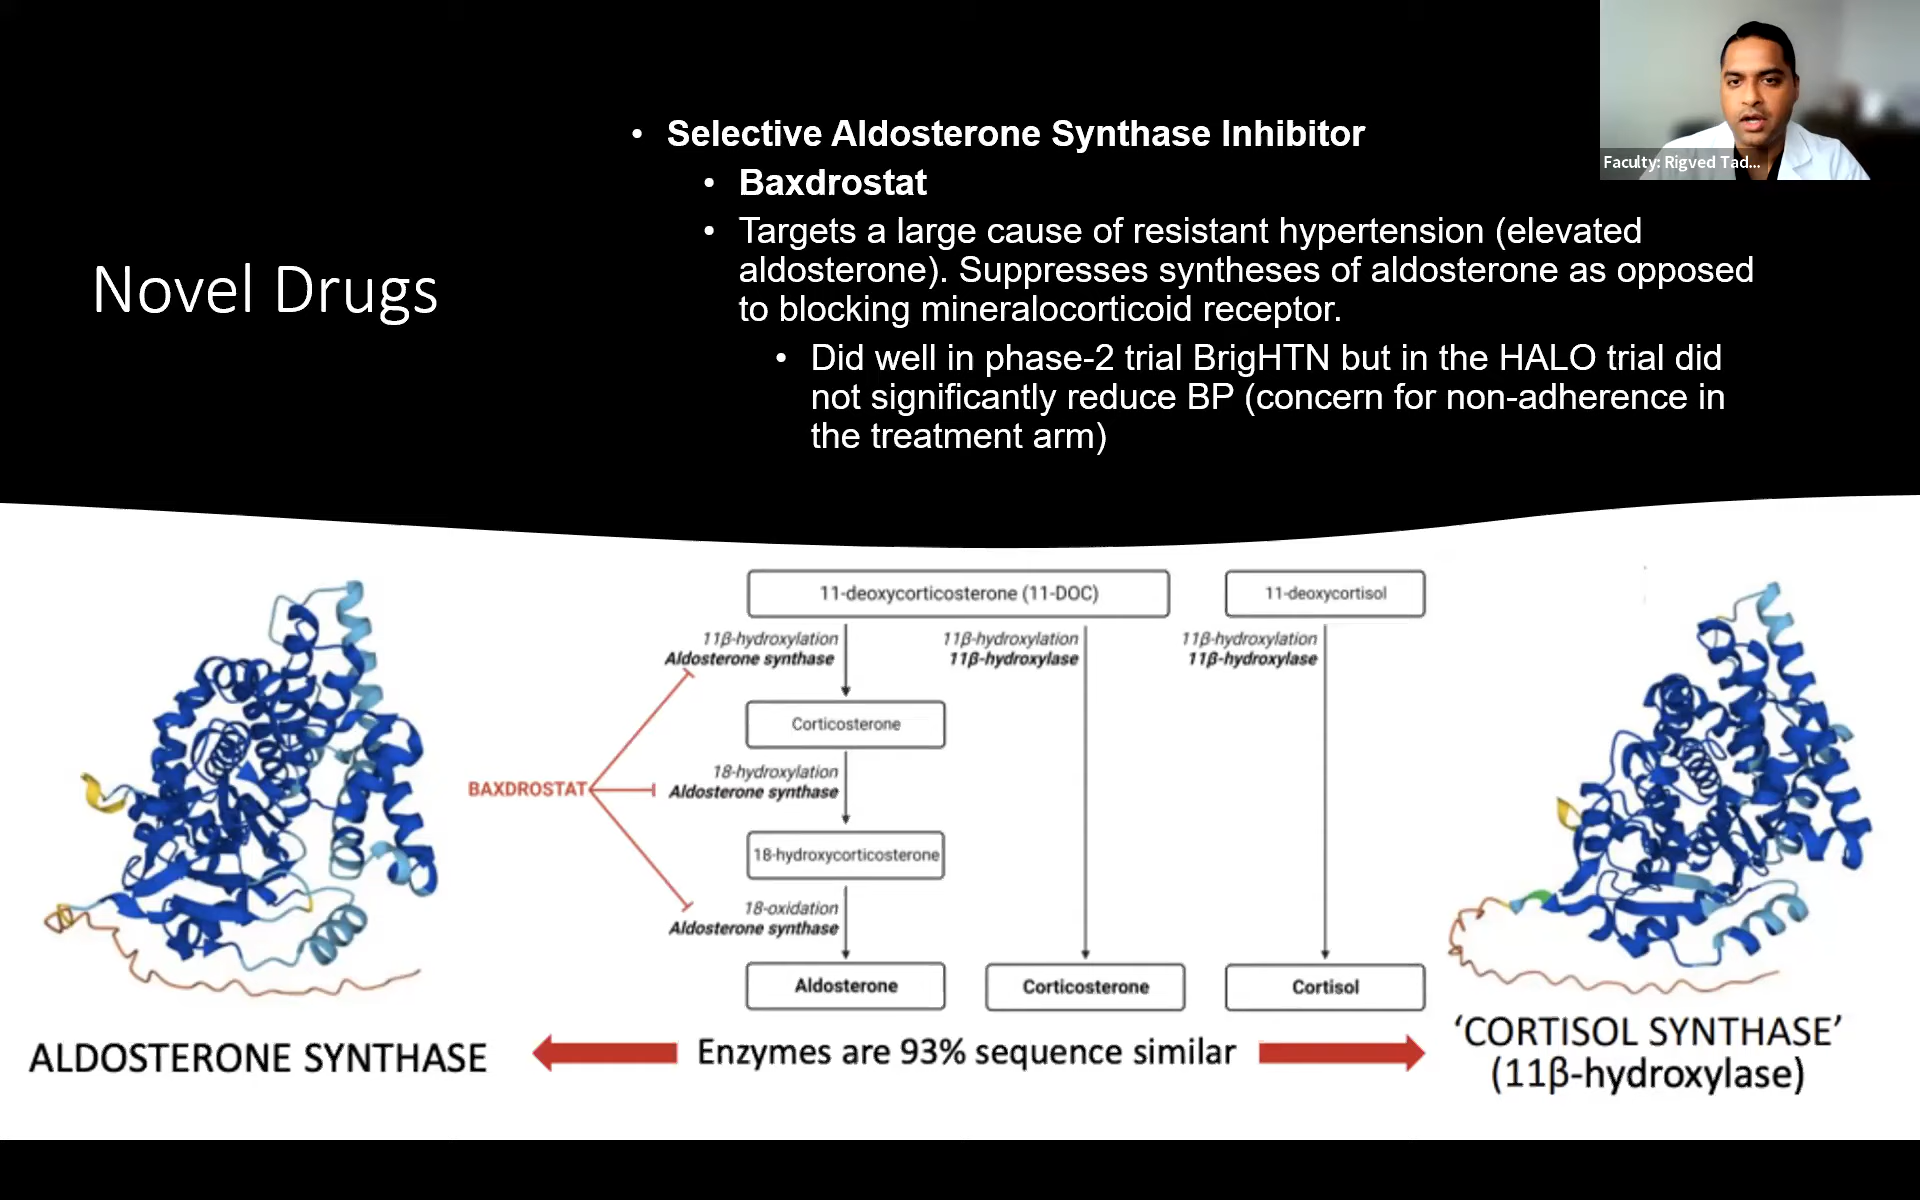 Faculty: Rigved Tad...
Novel Drugs
• Selective Aldosterone Synthase Inhibitor
• Baxdrostat
• Targets a large cause of resistant hypertension (elevated
aldosterone). Suppresses syntheses of aldosterone as opposed
to blocking mineralocorticoid receptor.
• Did well in phase-2 trial BrigHTN but in the HALO trial did
not significantly reduce BP (concern for non-adherence in
the treatment arm)
11-deoxycorticosterone (11-DOC)
11-deoxycortisol
11β-hydroxylation
Aldosterone synthase
11β-hydroxylation
11β-hydroxylase
11β-hydroxylation
11β-hydroxylase
Corticosterone
18-hydroxylation
Aldosterone synthase
BAXDROSTAT
18-hydroxycorticosterone
18-oxidation
Aldosterone synthase
Aldosterone
Corticosterone
Cortisol
ALDOSTERONE SYNTHASE
Enzymes are 93% sequence similar
‘CORTISOL SYNTHASE’
(11β-hydroxylase)